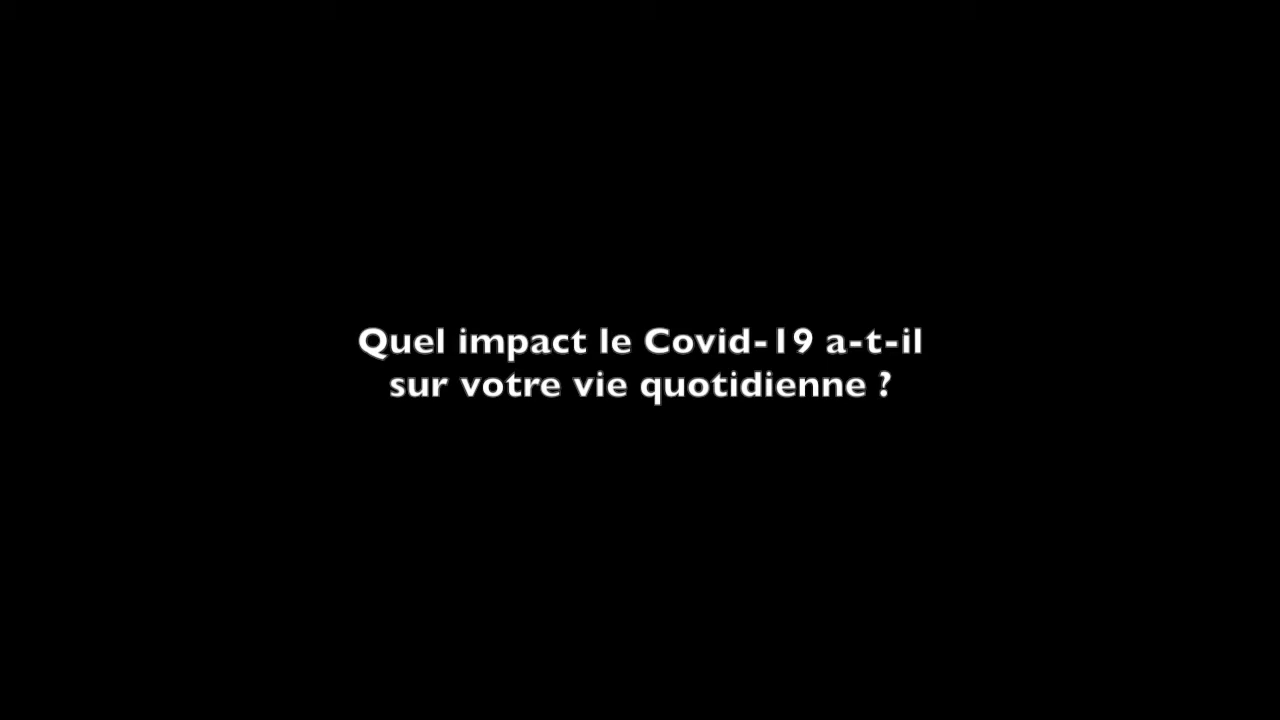 Quel impact le Covid-19 a-t-il
sur votre vie quotidienne ?